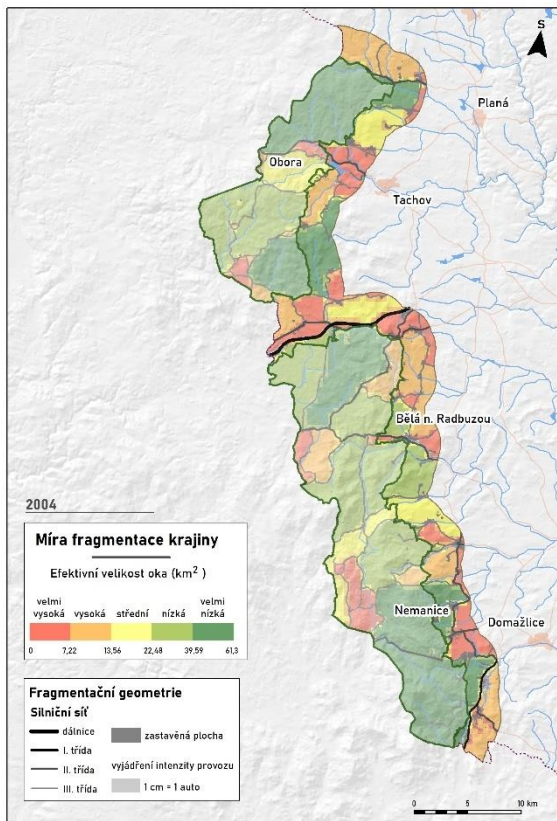 S
Planá
Obora
Tachov
Bělá n. Radbuzou
2004
Míra fragmentace krajiny
Efektivní velikost oka (km²)
velmi vysoká vysoká střední nízká velmi nízká
0 7,22 13,56 22,48 39,59 61,3
Nemanice
Domažlice
Fragmentační geometrie
Silniční síť
dálnice
I. třída
II. třída
III. třída
zastavěná plocha
vyjádření intenzity provozu
1 cm = 1 auto
0 5 10 km